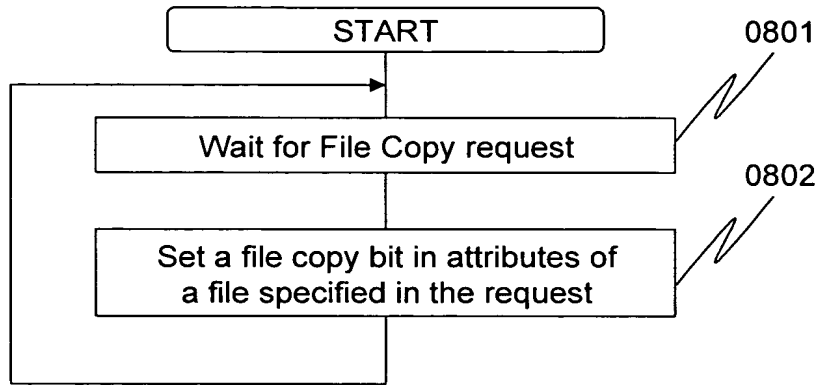 START
0801
Wait for File Copy request
0802
Set a file copy bit in attributes of
a file specified in the request